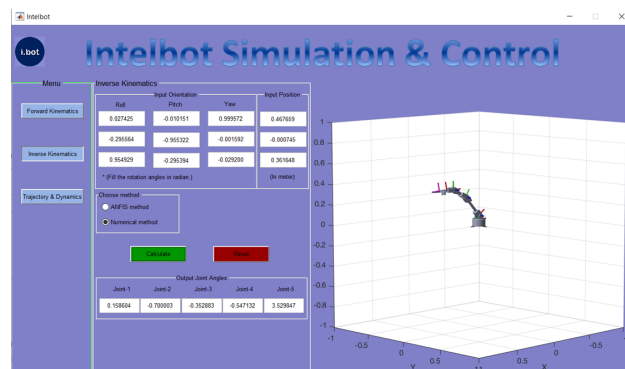 Intelbot
i.bot
Intelbot Simulation & Control
Menu
Forward Kinematics
Inverse Kinematics
Trajectory & Dynamics
Inverse Kinematics
Input Orientation
Input Position
Roll Pitch Yaw
0.027425 -0.010151 0.999572 0.467659
-0.295564 -0.955322 -0.001592 -0.000745
0.954929 -0.295394 -0.029200 0.361648
* (Fill the rotation angles in radian.)
(In meter)
Choose method
ANFIS method
Numerical method
Calculate
Reset
Output Joint Angles
Joint-1 Joint-2 Joint-3 Joint-4 Joint-5
0.158604 -0.700003 -0.352883 -0.547132 3.529847
1
0.8
0.6
0.4
0.2
0
-0.2
-0.4
-0.6
-0.8
-1
-1 -0.5 0 0.5
Y
0.5 0 -0.5
X